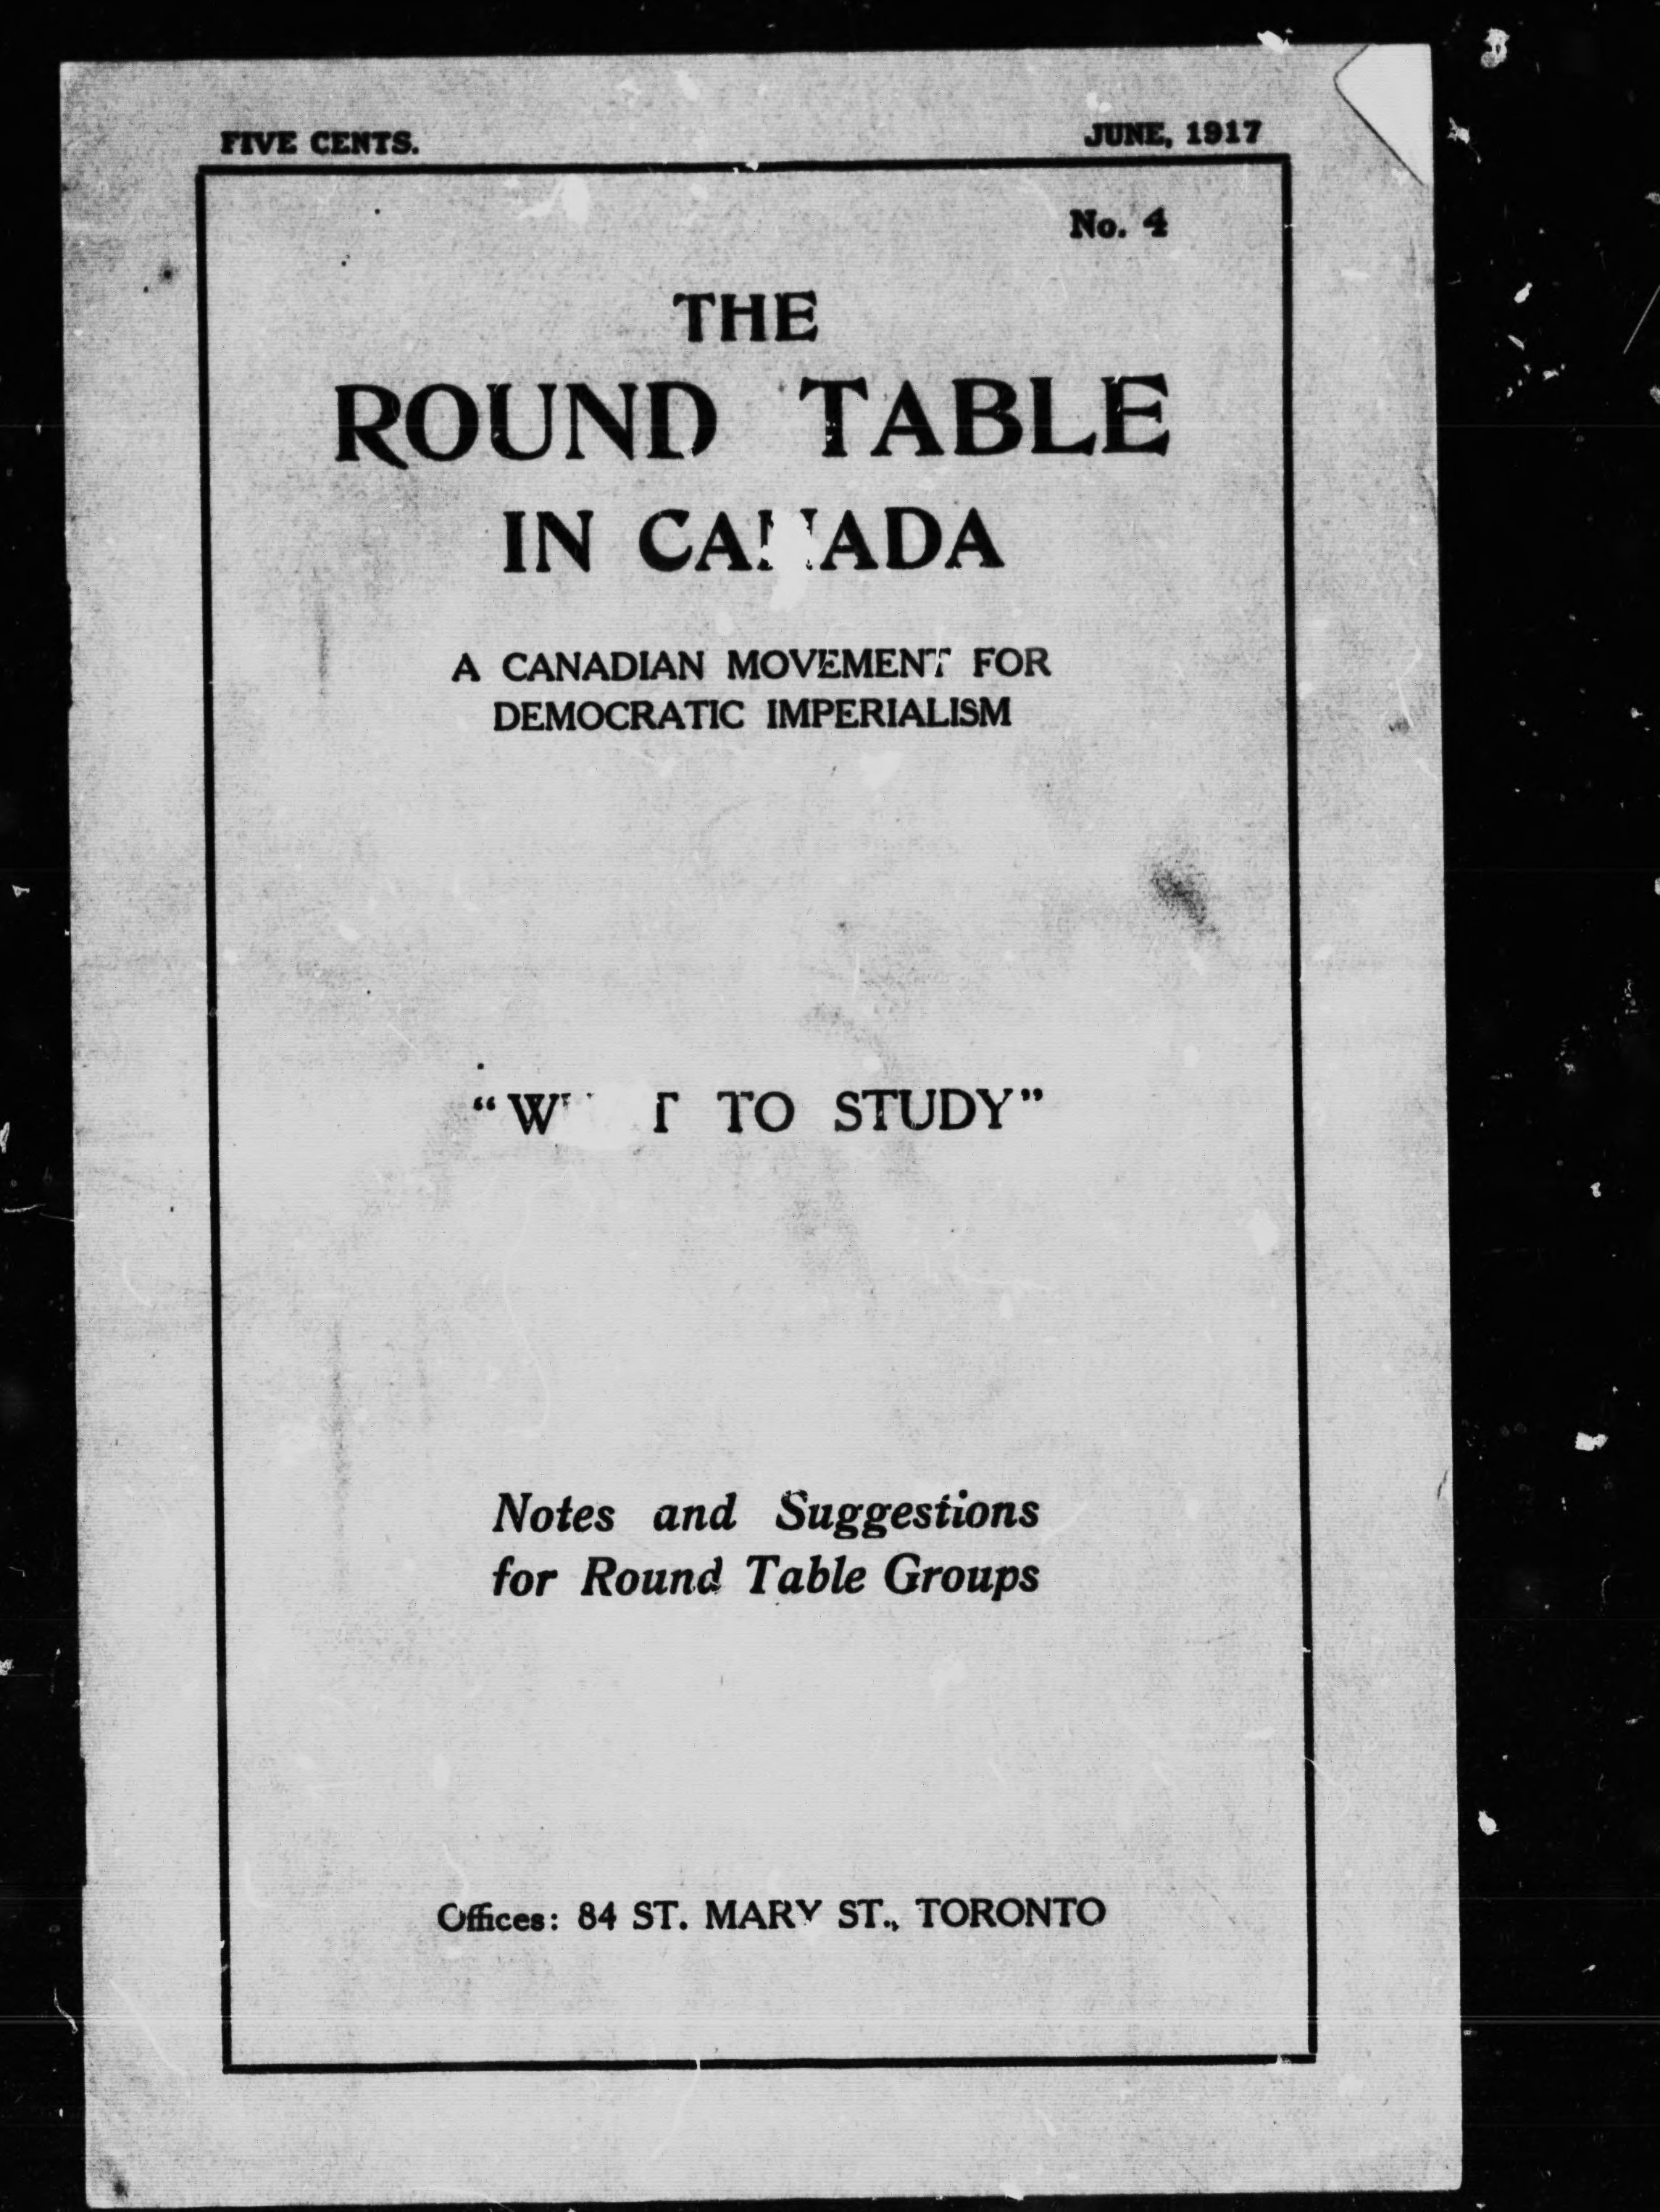 FIVE CENTS.
JUNE, 1917
No. 4
THE
ROUND TABLE
IN CANADA
A CANADIAN MOVEMENT FOR
DEMOCRATIC IMPERIALISM
"WHAT TO STUDY"
Notes and Suggestions
for Round Table Groups
Offices: 84 ST. MARY ST., TORONTO